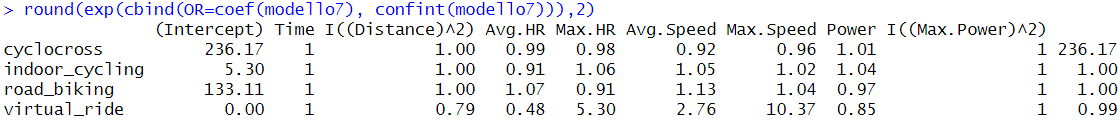 > round(exp(cbind(OR=coef(modello7), confint(modello7))),2)
(Intercept) Time I((Distance)^2) Avg.HR Max.HR Avg.Speed Max.Speed Power I((Max.Power)^2)
cyclocross 236.17 1 1.00 0.99 0.98 0.92 0.96 1.01 1 236.17
indoor_cycling 5.30 1 1.00 0.91 1.06 1.05 1.02 1.04 1 1.00
road_biking 133.11 1 1.00 1.07 0.91 1.13 1.04 0.97 1 1.00
virtual_ride 0.00 1 0.79 0.48 5.30 2.76 10.37 0.85 1 0.99